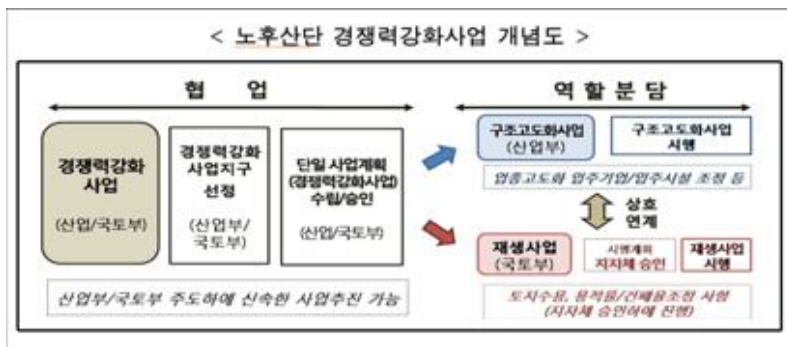 < 노후산단 경쟁력강화사업 개념도 >
협 업
역할분담
경쟁력강화
사업
(산업/국토부)
경쟁력강화
사업지구
선정
(산업부/
국토부)
단일 사업계획
(경쟁력강화사업)
수립/승인
(산업/국토부)
산업부/국토부 주도하에 신속한 사업추진 가능
구조고도화사업
(산업부)
구조고도화사업
시행
업종고도화 입주기업/입주시설 조정 등
상호
연계
재생사업
(국토부)
시행계획
지자체 승인
재생사업
시행
토지수용, 용적률/건폐율조정 시행
(지자체 승인하에 진행)